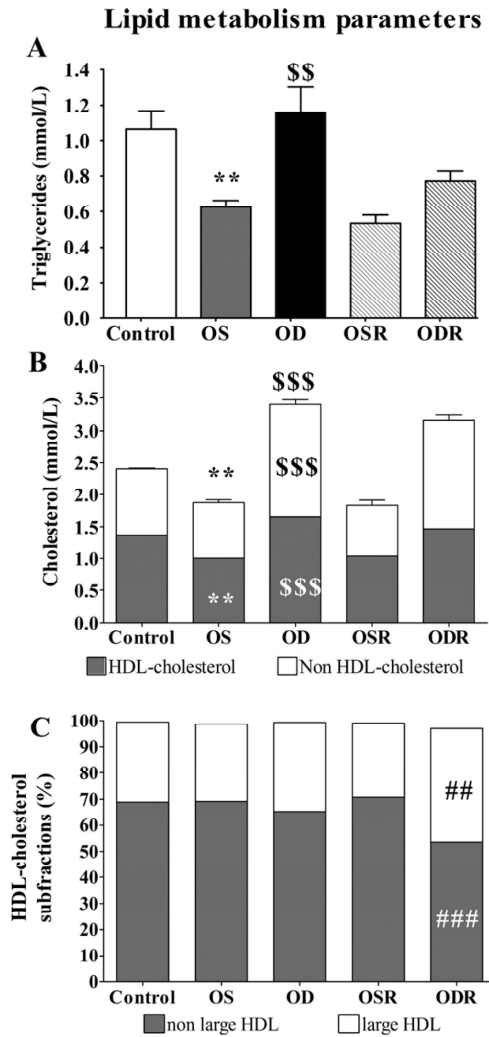 Lipid metabolism parameters
A
Triglycerides (mmol/L)
1.4
1.2
1.0
0.8
0.6
0.4
0.2
0.0
**
$$
Control OS OD OSR ODR
B
Cholesterol (mmol/L)
4.0
3.5
3.0
2.5
2.0
1.5
1.0
0.5
0.0
$$$
**
$$$
**
$$$
Control OS OD OSR ODR
HDL-cholesterol Non HDL-cholesterol
C
HDL-cholesterol
subfractions (%)
100
90
80
70
60
50
40
30
20
10
0
##
###
Control OS OD OSR ODR
non large HDL large HDL